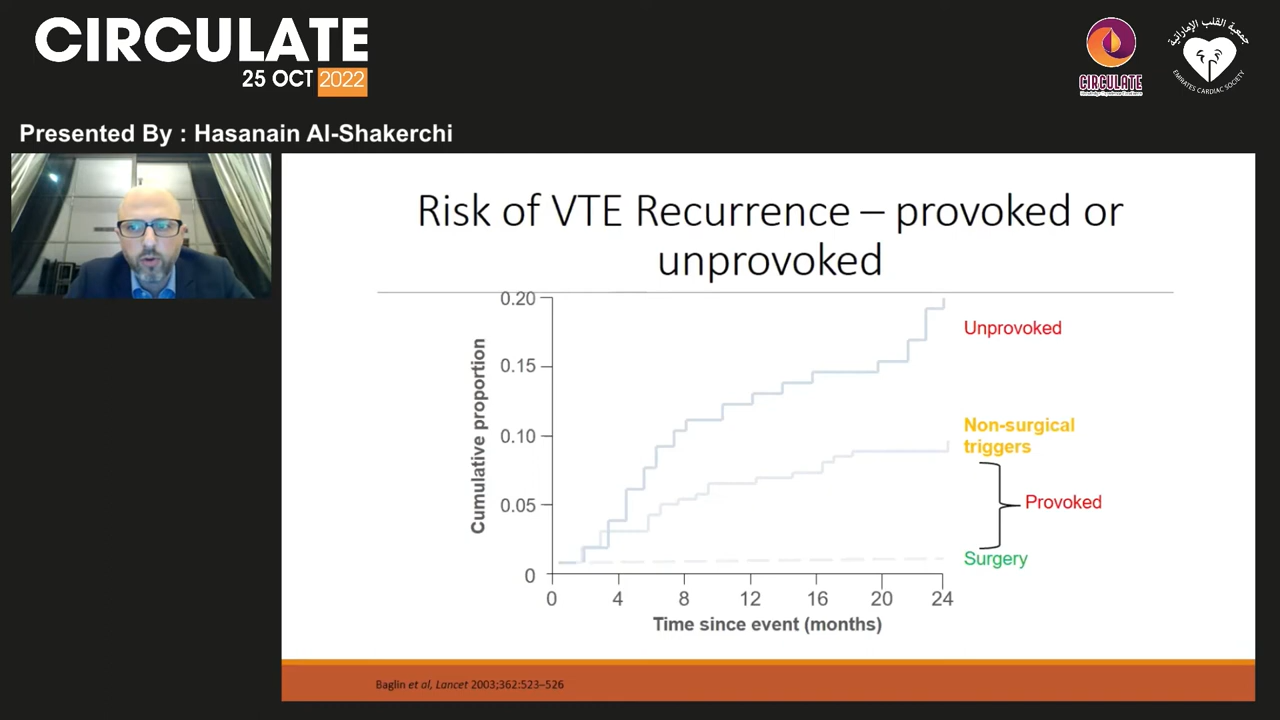 CIRCULATE
25 OCT 2022
CIRCULATE
جمعية القلب الإماراتية
EMIRATES CARDIAC SOCIETY
Presented By : Hasanain Al-Shakerchi
Risk of VTE Recurrence – provoked or
unprovoked
0.20
0.15
0.10
0.05
0
Cumulative proportion
0 4 8 12 16 20 24
Time since event (months)
Unprovoked
Non-surgical
triggers
Provoked
Surgery
Baglin et al, Lancet 2003;362:523–526